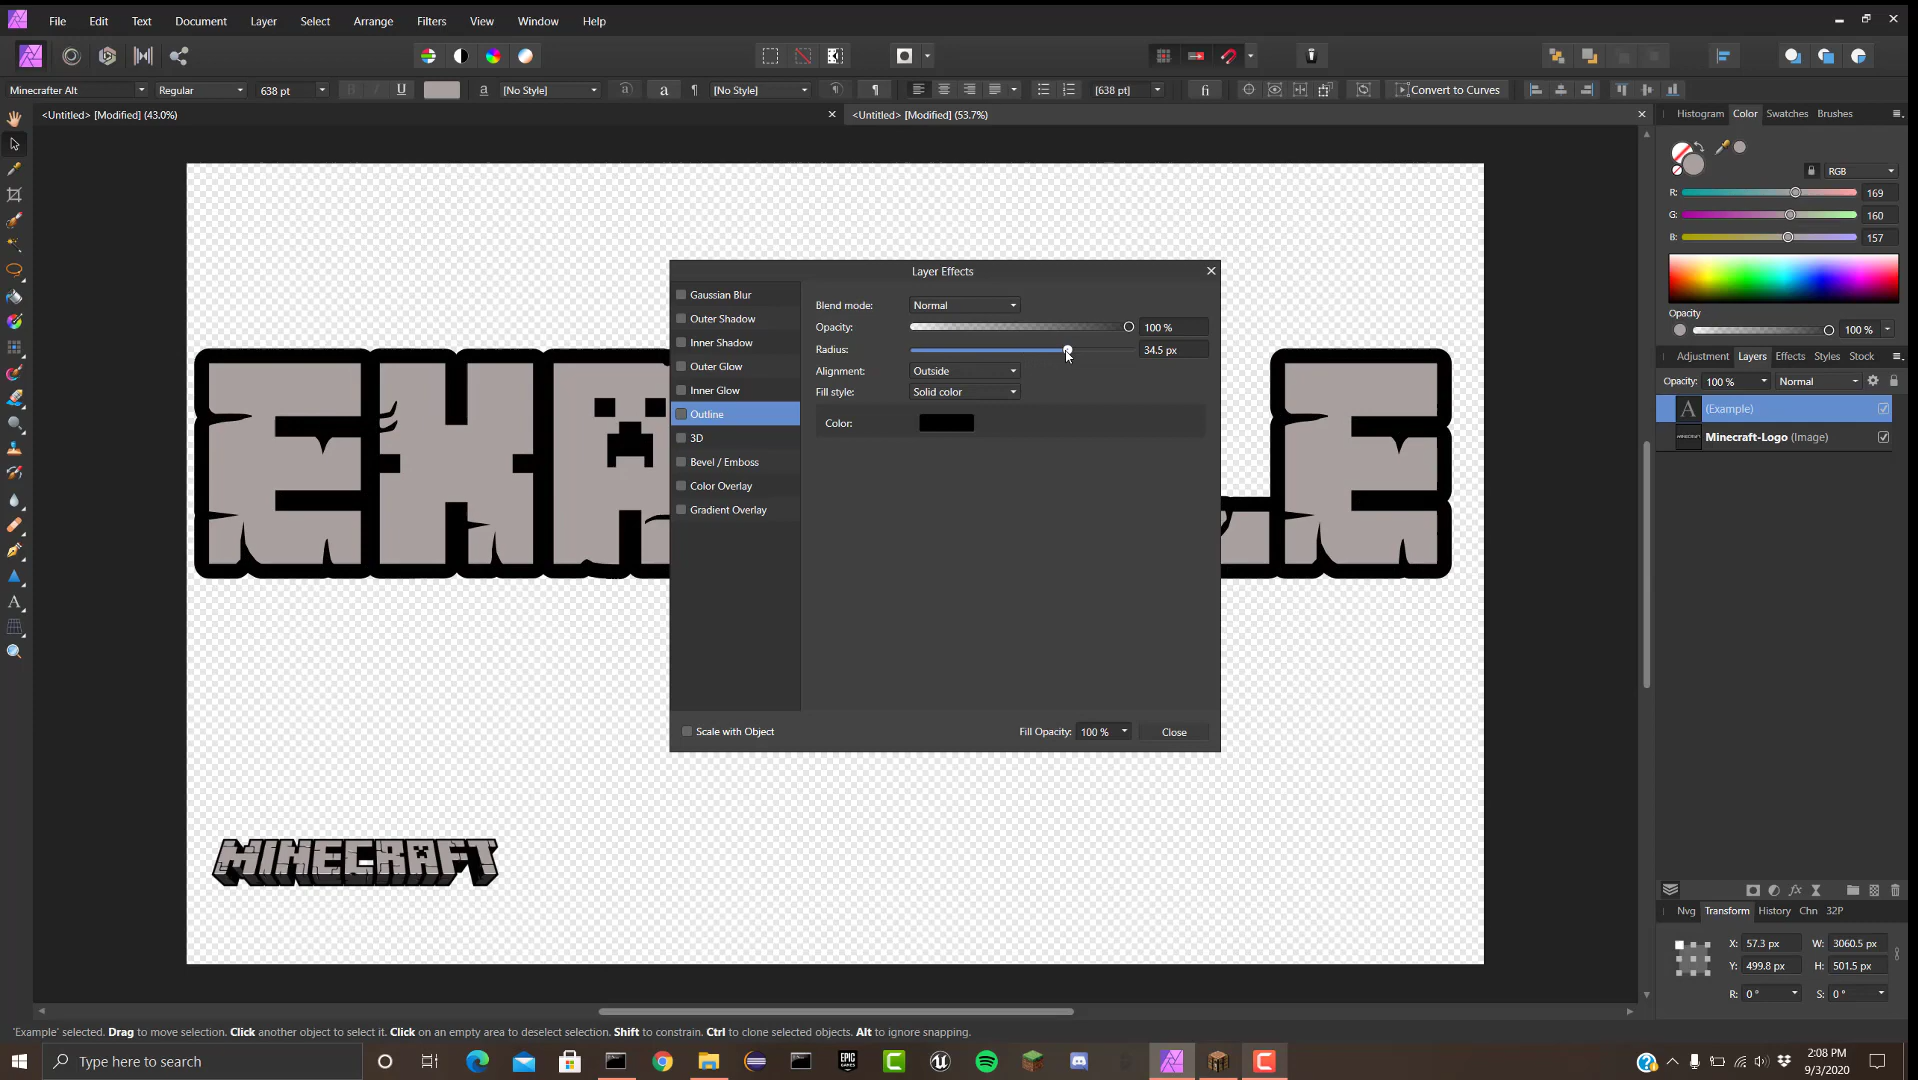 File Edit Text Document Layer Select Arrange Filters View Window Help
Minecrafter Alt Regular 638 pt B I U a [No Style] a a ¶ [No Style] ¶ [638 pt] fi Convert to Curves
<Untitled> [Modified] (43.0%)
<Untitled> [Modified] (53.7%)
Histogram Color Swatches Brushes
RGB
R: 169
G: 160
B: 157
Opacity
100 %
Adjustment Layers Effects Styles Stock
Opacity: 100 % Normal
A (Example)
Minecraft-Logo (Image)
Layer Effects
Gaussian Blur
Outer Shadow
Inner Shadow
Outer Glow
Inner Glow
Outline
3D
Bevel / Emboss
Color Overlay
Gradient Overlay
Blend mode: Normal
Opacity: 100 %
Radius: 34.5 px
Alignment: Outside
Fill style: Solid color
Color:
Scale with Object
Fill Opacity: 100 % Close
MINECRAFT
Nvg Transform History Chn 32P
X: 57.3 px W: 3060.5 px
Y: 499.8 px H: 501.5 px
R: 0 ° S: 0 °
'Example' selected. Drag to move selection. Click another object to select it. Click on an empty area to deselect selection. Shift to constrain. Ctrl to clone selected objects. Alt to ignore snapping.
Type here to search
EPIC GAMES
2:08 PM
9/3/2020